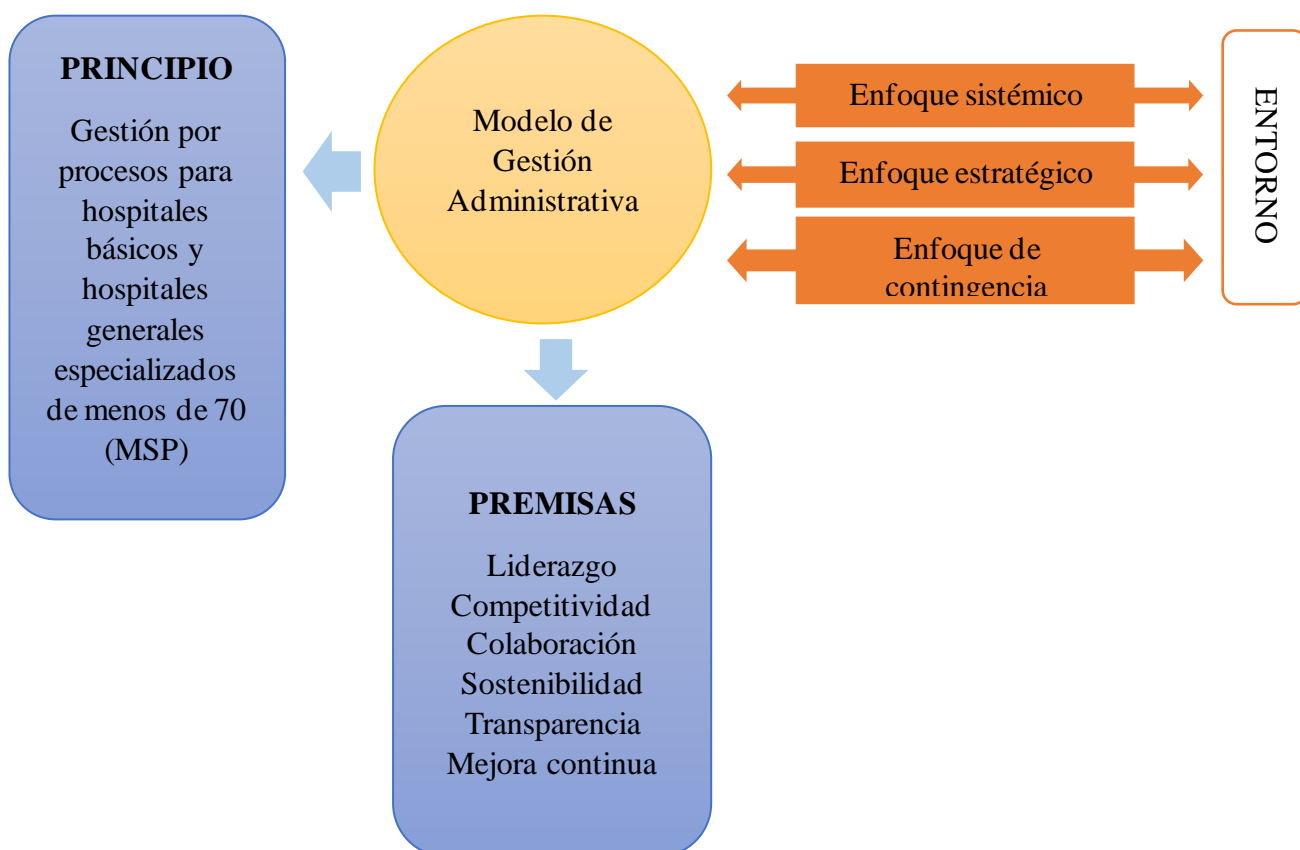 PRINCIPIO
Gestión por
procesos para
hospitales
básicos y
hospitales
generales
especializados
de menos de 70
(MSP)
Modelo de
Gestión
Administrativa
Enfoque sistémico
Enfoque estratégico
Enfoque de
contingencia
ENTORNO
PREMISAS
Liderazgo
Competitividad
Colaboración
Sostenibilidad
Transparencia
Mejora continua